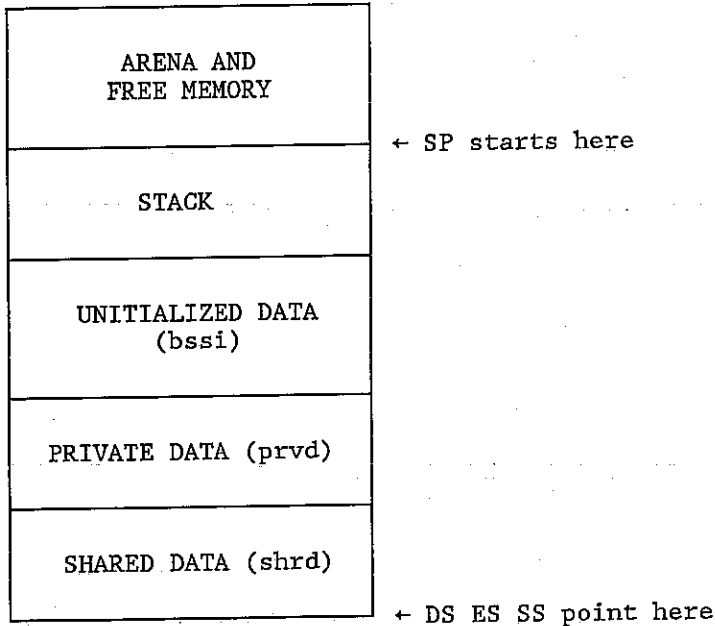 ARENA AND
FREE MEMORY
← SP starts here
STACK
UNITIALIZED DATA
(bssi)
PRIVATE DATA (prvd)
SHARED DATA (shrd)
← DS ES SS point here